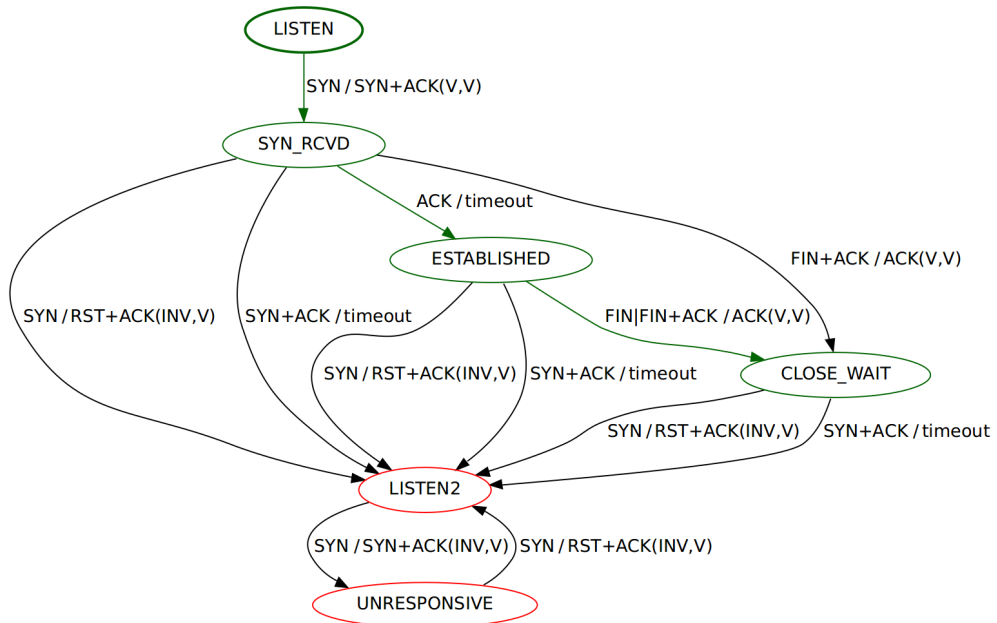 LISTEN
SYN / SYN+ACK(V,V)
SYN_RCVD
ACK / timeout
ESTABLISHED
FIN+ACK / ACK(V,V)
SYN / RST+ACK(INV,V)
SYN+ACK / timeout
FIN|FIN+ACK / ACK(V,V)
SYN / RST+ACK(INV,V)
SYN+ACK / timeout
CLOSE_WAIT
SYN / RST+ACK(INV,V)
SYN+ACK / timeout
LISTEN2
SYN / SYN+ACK(INV,V)
SYN / RST+ACK(INV,V)
UNRESPONSIVE